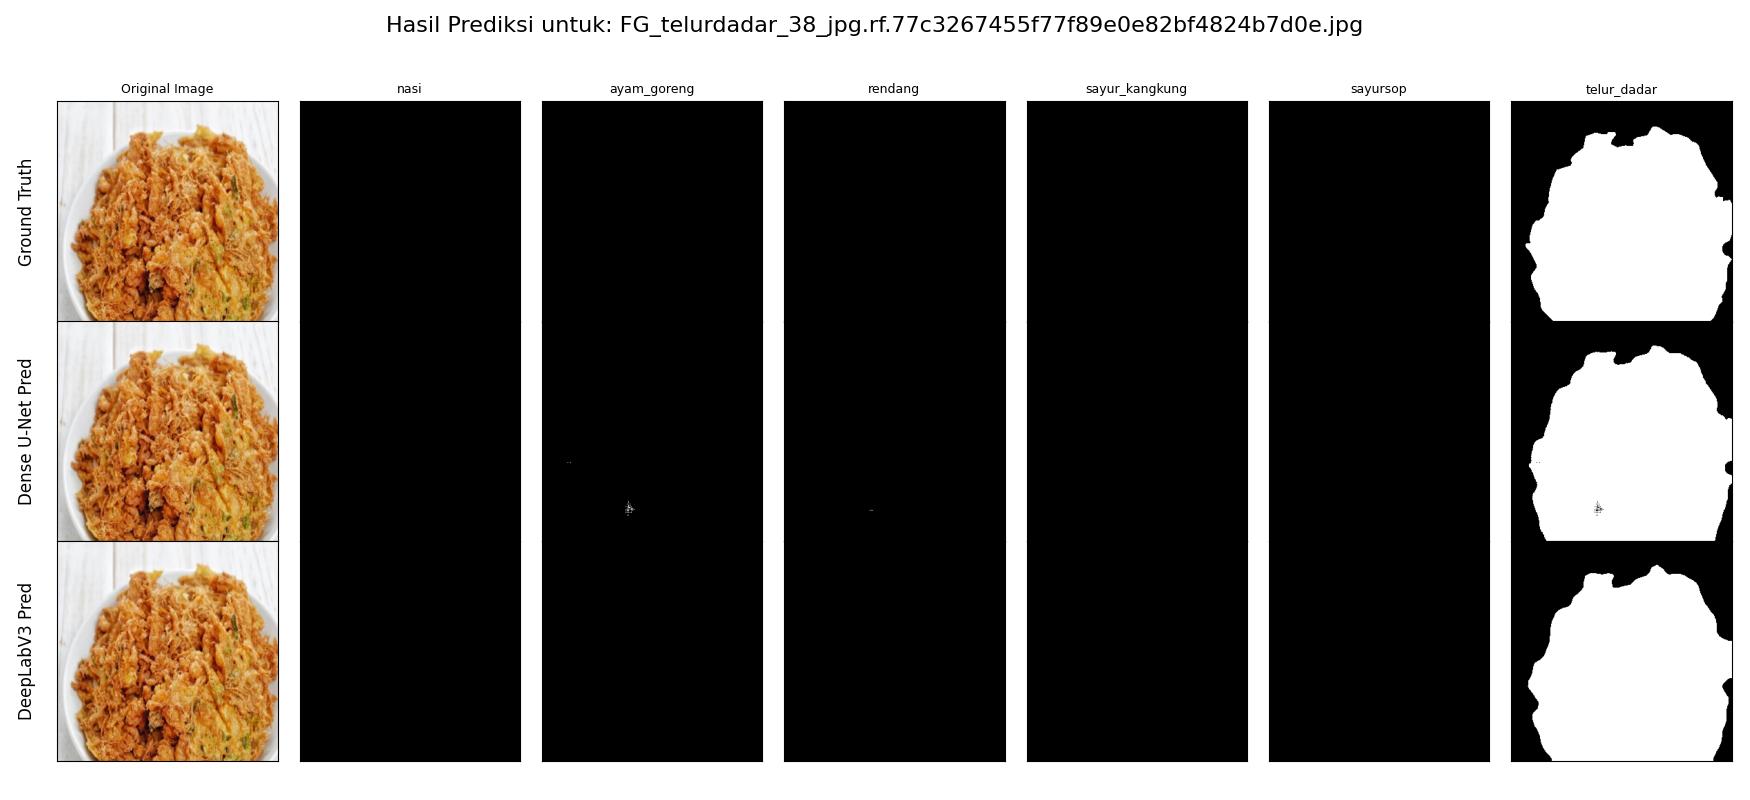 Hasil Prediksi untuk: FG_telurdadar_38_jpg.rf.77c3267455f77f89e0e82bf4824b7d0e.jpg
Original Image
nasi
ayam_goreng
rendang
sayur_kangkung
sayursop
telur_dadar
Ground Truth
Dense U-Net Pred
DeepLabV3 Pred